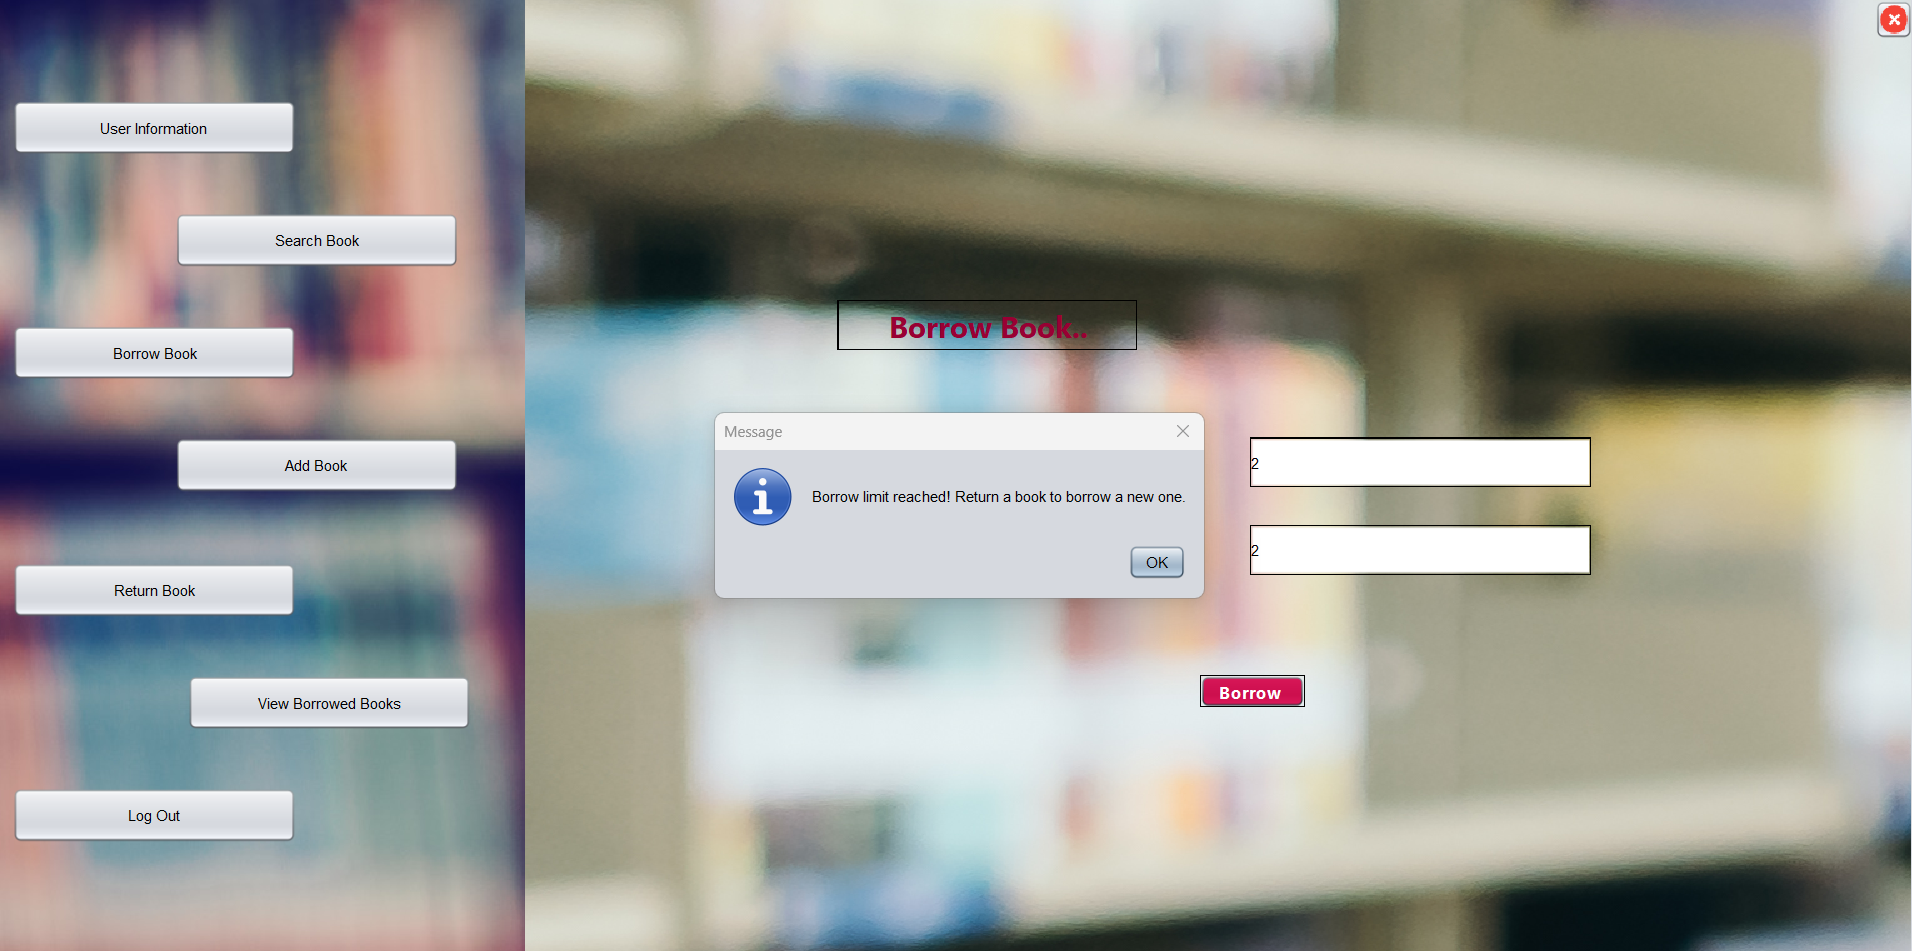 User Information
Search Book
Borrow Book
Add Book
Return Book
View Borrowed Books
Log Out
Borrow Book..
Message
Borrow limit reached! Return a book to borrow a new one.
OK
2
2
Borrow